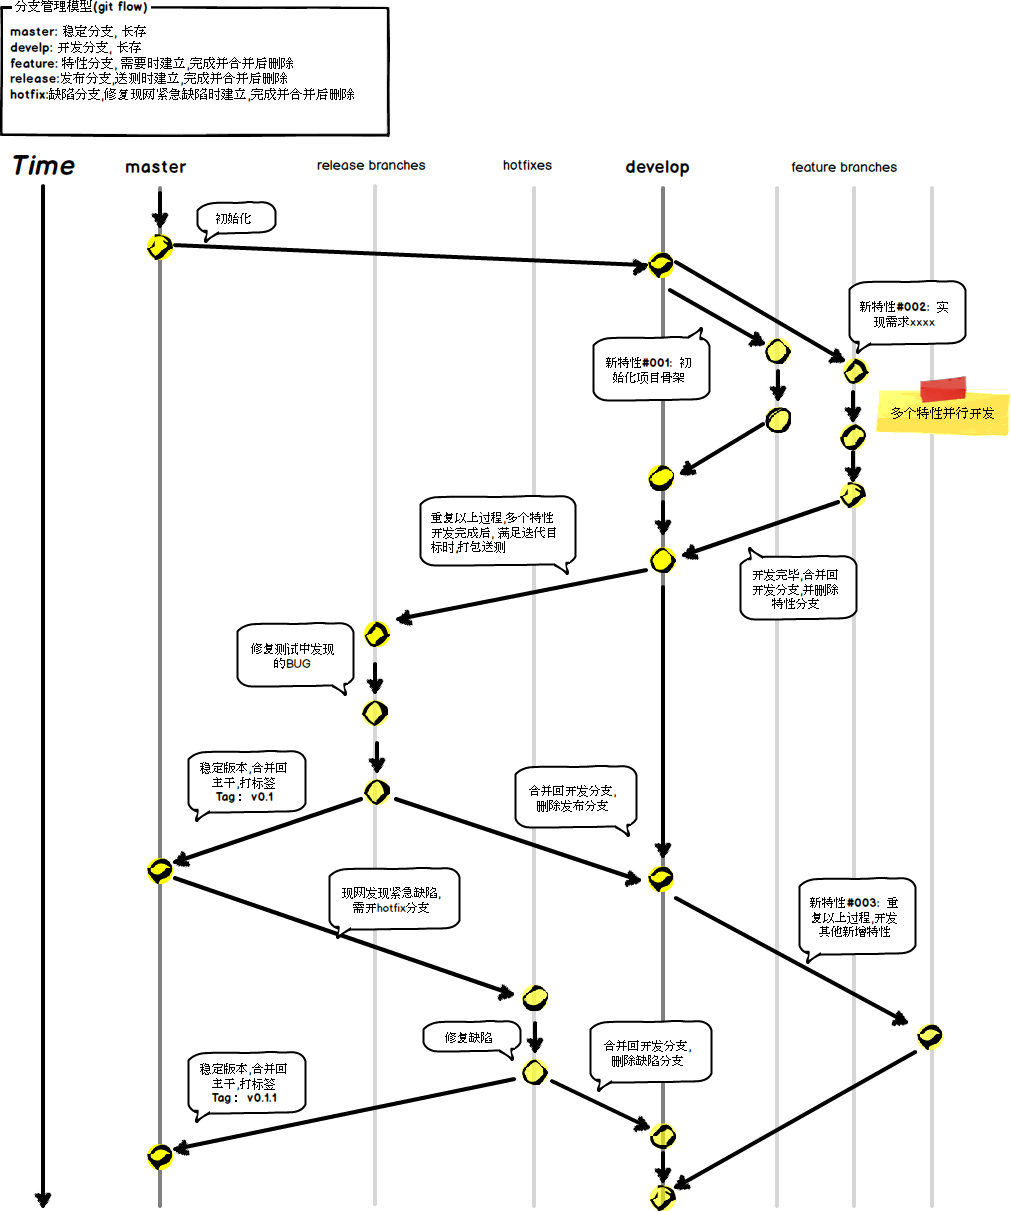 分支管理模型(git flow)
master: 稳定分支, 长存
develp: 开发分支, 长存
feature: 特性分支, 需要时建立,完成并合并后删除
release:发布分支,送测时建立,完成并合并后删除
hotfix:缺陷分支,修复现网紧急缺陷时建立,完成并合并后删除
Time
master
release branches
hotfixes
develop
feature branches
初始化
新特性#002: 实
现需求xxxx
新特性#001: 初
始化项目骨架
多个特性并行开发
重复以上过程,多个特性
开发完成后, 满足迭代目
标时,打包送测
开发完毕,合并回
开发分支,并删除
特性分支
修复测试中发现
的BUG
稳定版本,合并回
主干,打标签
Tag: v0.1
合并回开发分支,
删除发布分支
现网发现紧急缺陷,
需开hotfix分支
新特性#003: 重
复以上过程,开发
其他新增特性
修复缺陷
合并回开发分支,
删除缺陷分支
稳定版本,合并回
主干,打标签
Tag: v0.1.1